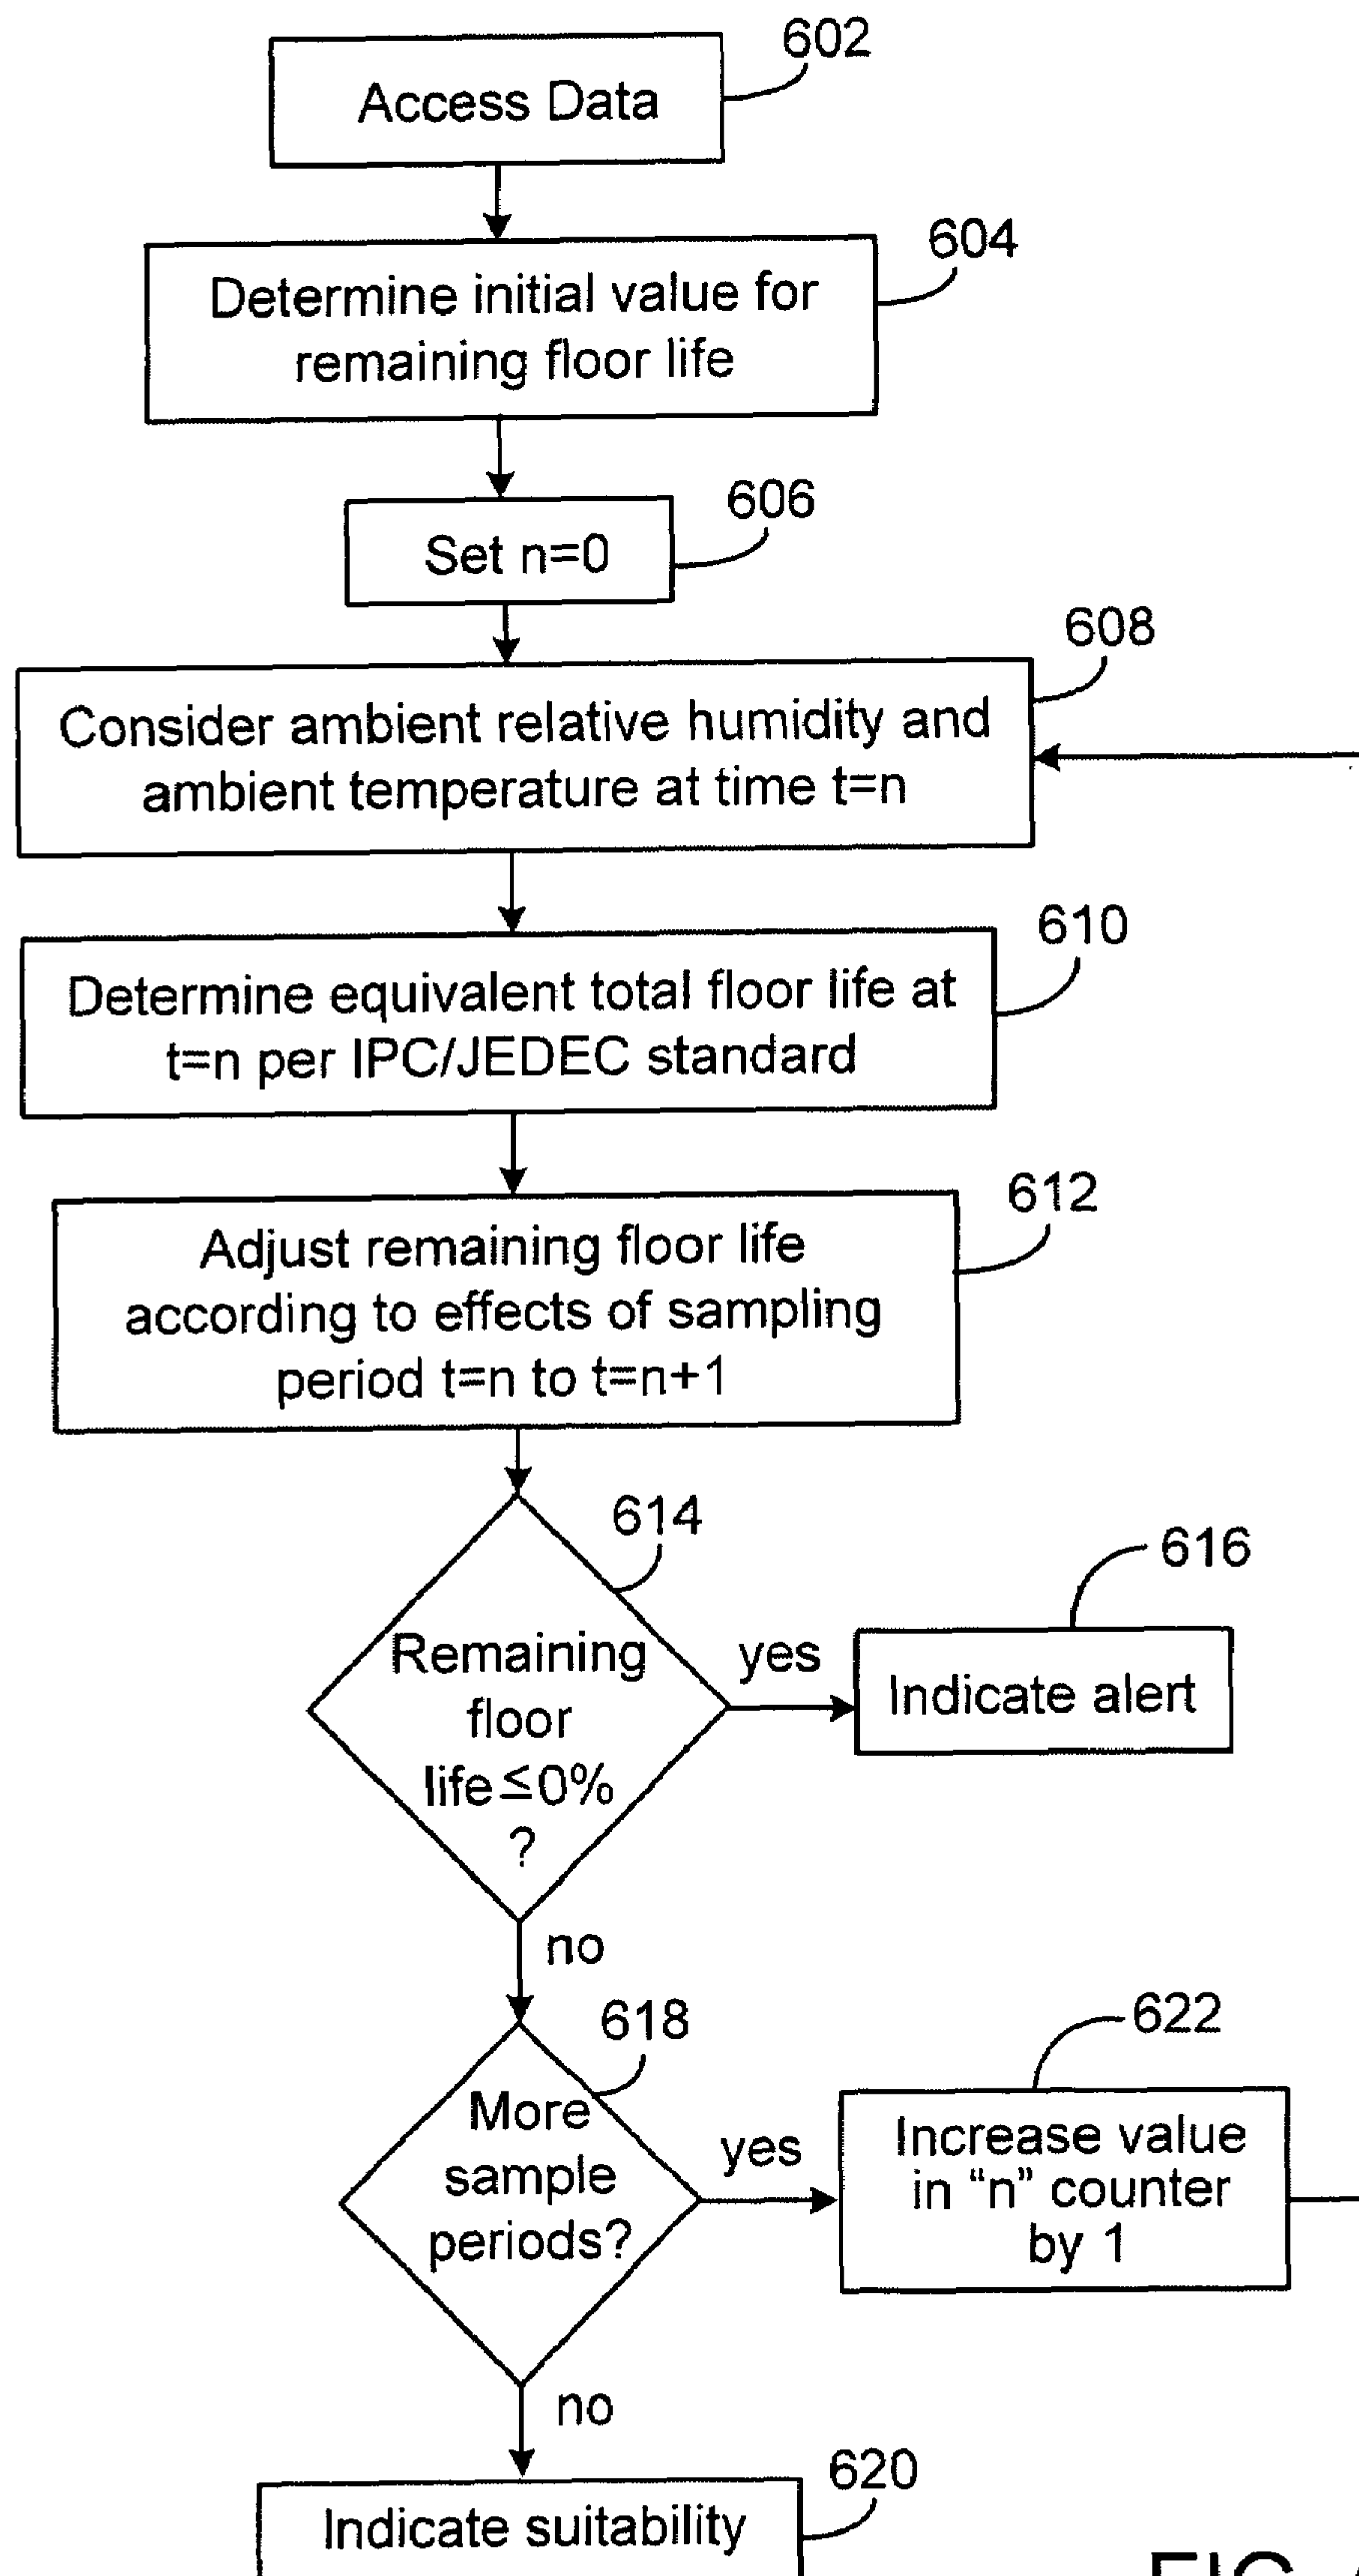 602
Access Data
604
Determine initial value for
remaining floor life
606
Set n=0
608
Consider ambient relative humidity and
ambient temperature at time t=n
610
Determine equivalent total floor life at
t=n per IPC/JEDEC standard
612
Adjust remaining floor life
according to effects of sampling
period t=n to t=n+1
614
616
Remaining
floor
life≤0%
?
yes
Indicate alert
no
618
622
More
sample
periods?
yes
Increase value
in “n” counter
by 1
no
620
Indicate suitability